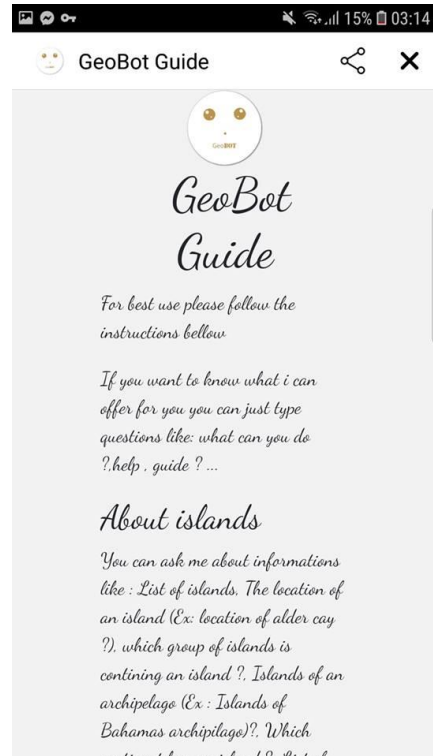 15% 03:14
GeoBot Guide
GeoBOT
GeoBot
Guide
For best use please follow the
instructions bellow
If you want to know what i can
offer for you you can just type
questions like: what can you do
?,help , guide ? ...
About islands
You can ask me about informations
like : List of islands, The location of
an island (Ex: location of alder cay
?), which group of islands is
contining an island ?, Islands of an
archipelago (Ex : Islands of
Bahamas archipilago)?, Which